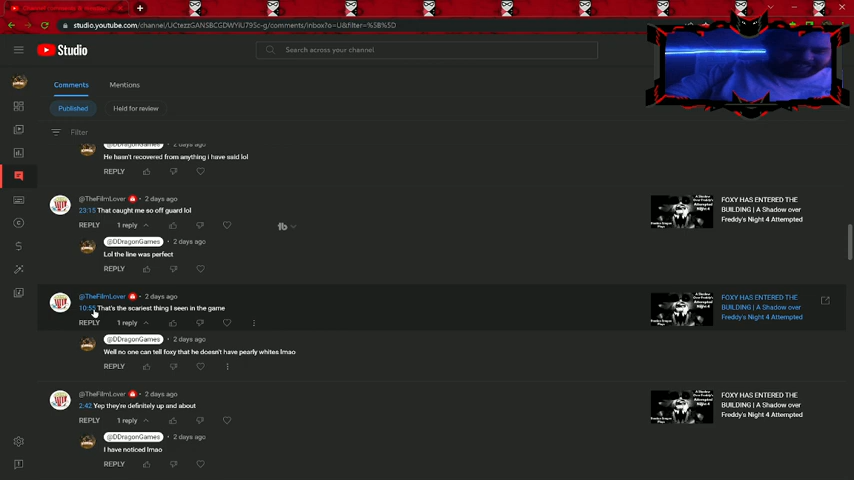 studio.youtube.com/channel/UCtezzGANSBCGDWYiU795c-g/comments/inbox?o=U&filter=%5B%5D
Studio
Search across your channel
Comments
Mentions
Published
Held for review
Filter
@DDragonGames • 2 days ago
He hasn't recovered from anything i have said lol
REPLY
@TheFilmLover • 2 days ago
23:15 That caught me so off guard lol
REPLY 1 reply
FOXY HAS ENTERED THE
BUILDING | A Shadow over
Freddy's Night 4 Attempted
@DDragonGames • 2 days ago
Lol the line was perfect
REPLY
tb
@TheFilmLover • 2 days ago
10:55 That's the scariest thing I seen in the game
REPLY 1 reply
FOXY HAS ENTERED THE
BUILDING | A Shadow over
Freddy's Night 4 Attempted
@DDragonGames • 2 days ago
Well no one can tell foxy that he doesn't have pearly whites lmao
REPLY
@TheFilmLover • 2 days ago
2:42 Yep they're definitely up and about
REPLY 1 reply
FOXY HAS ENTERED THE
BUILDING | A Shadow over
Freddy's Night 4 Attempted
@DDragonGames • 2 days ago
I have noticed lmao
REPLY